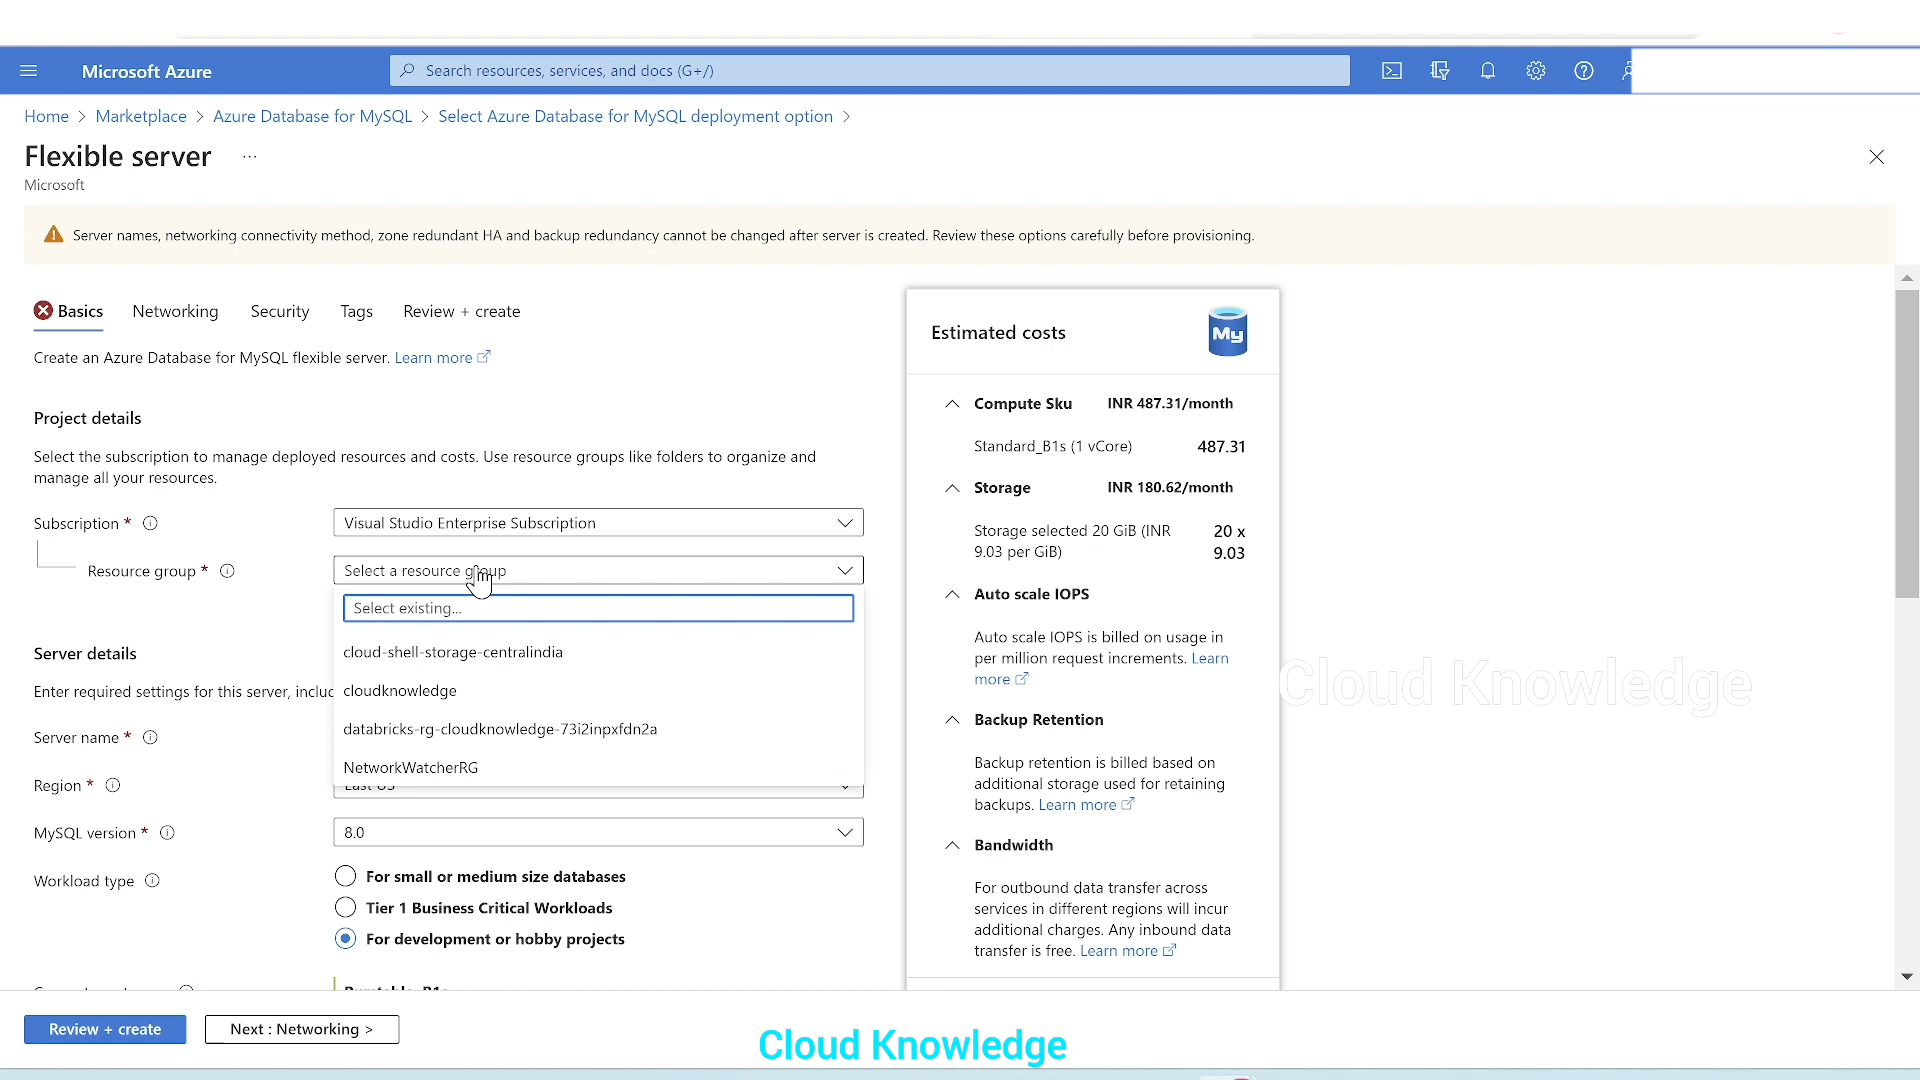 Microsoft Azure
Search resources, services, and docs (G+/)
Home > Marketplace > Azure Database for MySQL > Select Azure Database for MySQL deployment option >
Flexible server ...
Microsoft
Server names, networking connectivity method, zone redundant HA and backup redundancy cannot be changed after server is created. Review these options carefully before provisioning.
Basics Networking Security Tags Review + create
Create an Azure Database for MySQL flexible server. Learn more
Project details
Select the subscription to manage deployed resources and costs. Use resource groups like folders to organize and
manage all your resources.
Subscription * Visual Studio Enterprise Subscription
Resource group * Select a resource group
Select existing...
cloud-shell-storage-centralindia
cloudknowledge
databricks-rg-cloudknowledge-73i2inpxfdn2a
NetworkWatcherRG
Server details
Enter required settings for this server, includ
Server name *
Region * East US
MySQL version * 8.0
Workload type
For small or medium size databases
Tier 1 Business Critical Workloads
For development or hobby projects
Estimated costs
My
Compute Sku INR 487.31/month
Standard_B1s (1 vCore) 487.31
Storage INR 180.62/month
Storage selected 20 GiB (INR 20 x
9.03 per GiB) 9.03
Auto scale IOPS
Auto scale IOPS is billed on usage in
per million request increments. Learn
more
Backup Retention
Backup retention is billed based on
additional storage used for retaining
backups. Learn more
Bandwidth
For outbound data transfer across
services in different regions will incur
additional charges. Any inbound data
transfer is free. Learn more
Cloud Knowledge
Review + create Next : Networking >
Cloud Knowledge